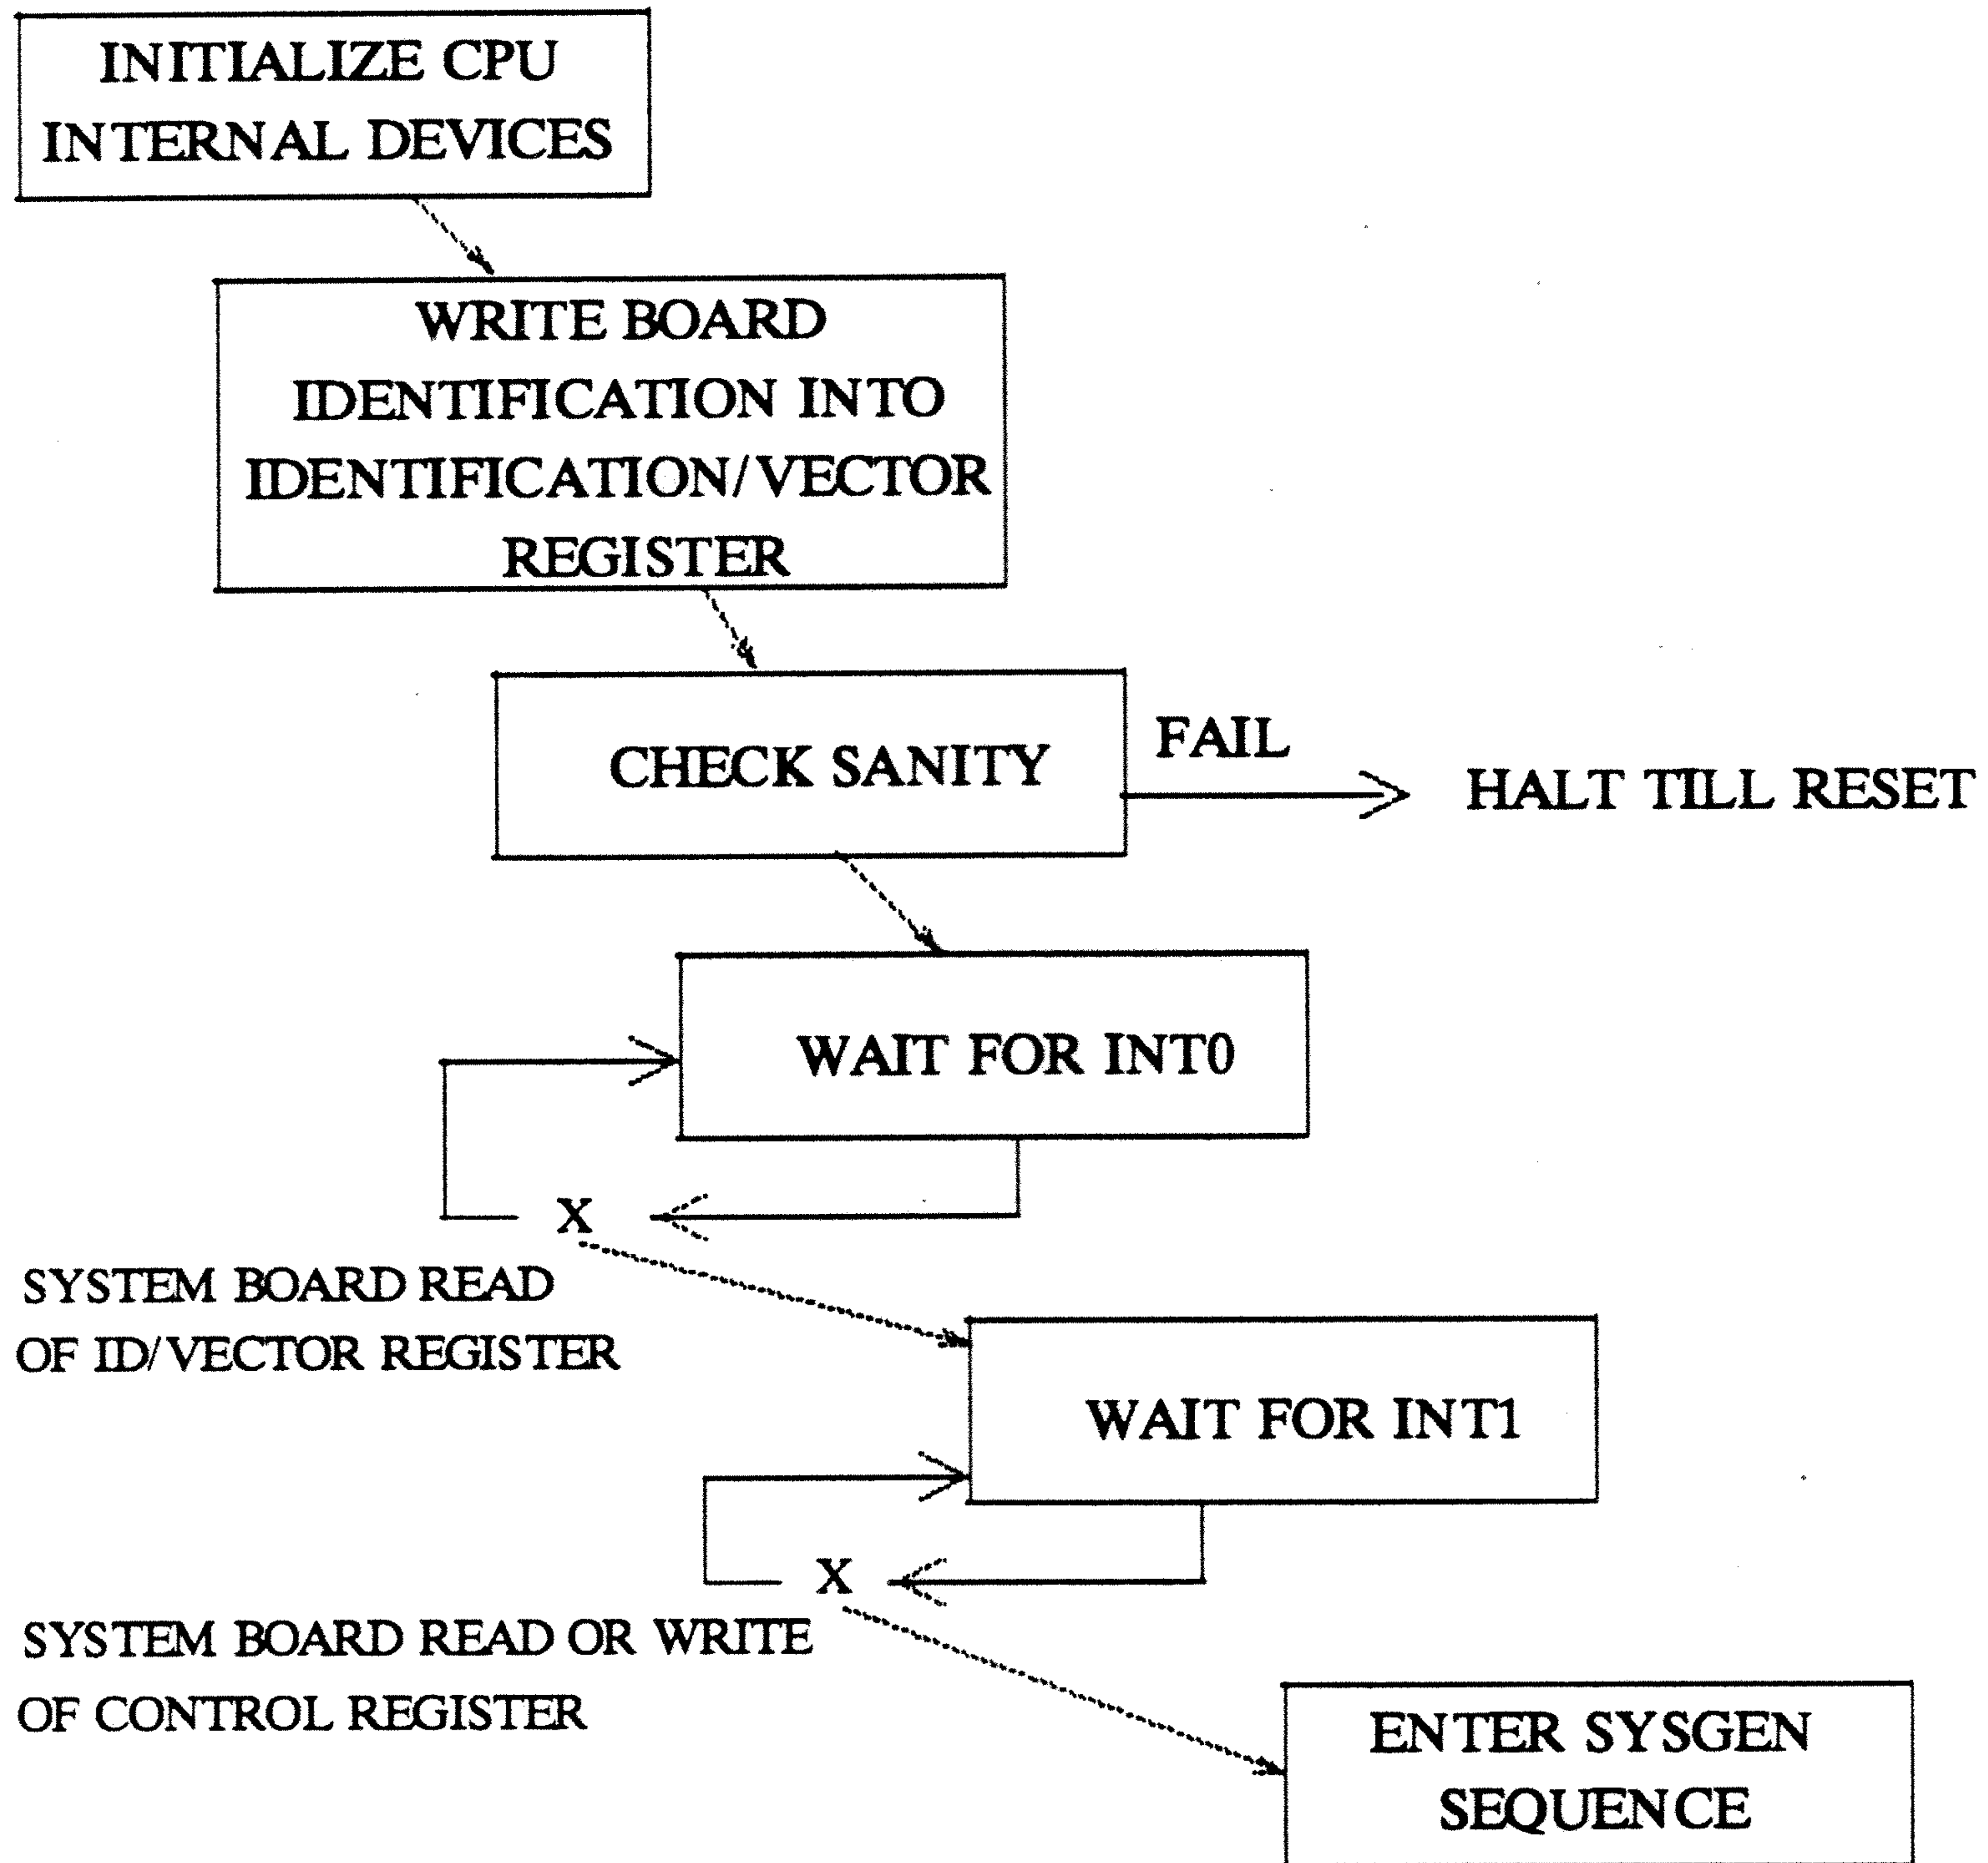 INITIALIZE CPU
INTERNAL DEVICES
WRITE BOARD
IDENTIFICATION INTO
IDENTIFICATION/VECTOR
REGISTER
CHECK SANITY
FAIL
HALT TILL RESET
WAIT FOR INT0
X
SYSTEM BOARD READ
OF ID/VECTOR REGISTER
WAIT FOR INT1
X
SYSTEM BOARD READ OR WRITE
OF CONTROL REGISTER
ENTER SYSGEN
SEQUENCE